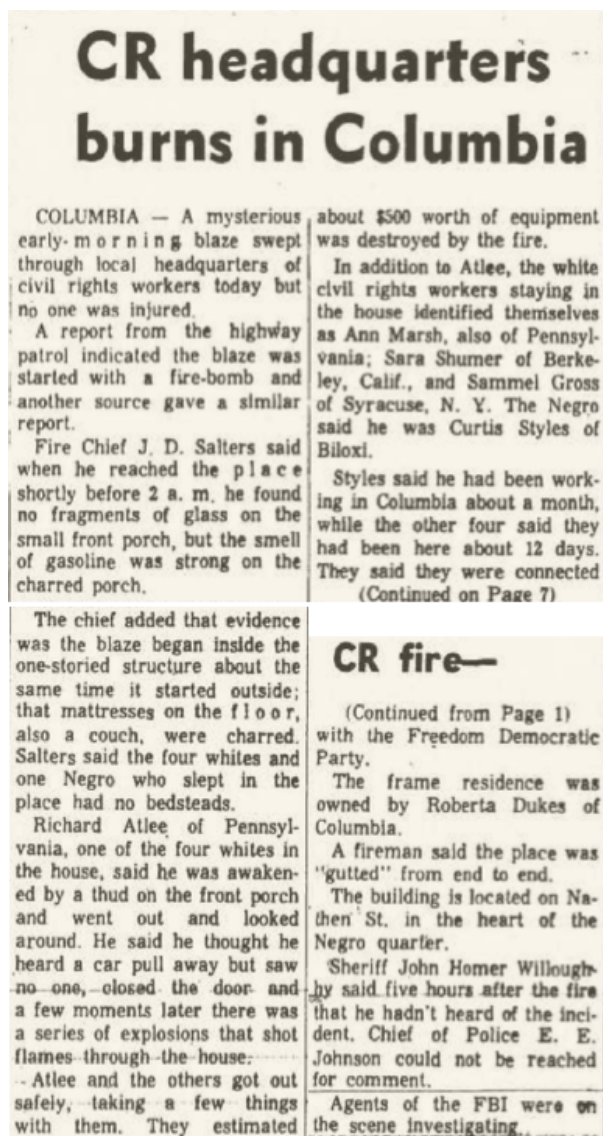 CR headquarters
burns in Columbia
COLUMBIA — A mysterious
early-morning blaze swept
through local headquarters of
civil rights workers today but
no one was injured.
A report from the highway
patrol indicated the blaze was
started with a fire-bomb and
another source gave a similar
report.
Fire Chief J. D. Salters said
when he reached the place
shortly before 2 a. m. he found
no fragments of glass on the
small front porch, but the smell
of gasoline was strong on the
charred porch.
The chief added that evidence
was the blaze began inside the
one-storied structure about the
same time it started outside;
that mattresses on the floor,
also a couch, were charred.
Salters said the four whites and
one Negro who slept in the
place had no bedsteads.
Richard Atlee of Pennsyl-
vania, one of the four whites in
the house, said he was awaken-
ed by a thud on the front porch
and went out and looked
around. He said he thought he
heard a car pull away but saw
no one, closed the door and
a few moments later there was
a series of explosions that shot
flames through the house.
Atlee and the others got out
safely, taking a few things
with them. They estimated
about $500 worth of equipment
was destroyed by the fire.
In addition to Atlee, the white
civil rights workers staying in
the house identified themselves
as Ann Marsh, also of Pennsyl-
vania; Sara Shumer of Berke-
ley, Calif., and Sammel Gross
of Syracuse, N. Y. The Negro
said he was Curtis Styles of
Biloxi.
Styles said he had been work-
ing in Columbia about a month,
while the other four said they
had been here about 12 days.
They said they were connected
(Continued on Page 7)
CR fire—
(Continued from Page 1)
with the Freedom Democratic
Party.
The frame residence was
owned by Roberta Dukes of
Columbia.
A fireman said the place was
"gutted" from end to end.
The building is located on Na-
then St. in the heart of the
Negro quarter.
Sheriff John Homer Willough-
by said five hours after the fire
that he hadn't heard of the inci-
dent. Chief of Police E. E.
Johnson could not be reached
for comment.
Agents of the FBI were on
the scene investigating.